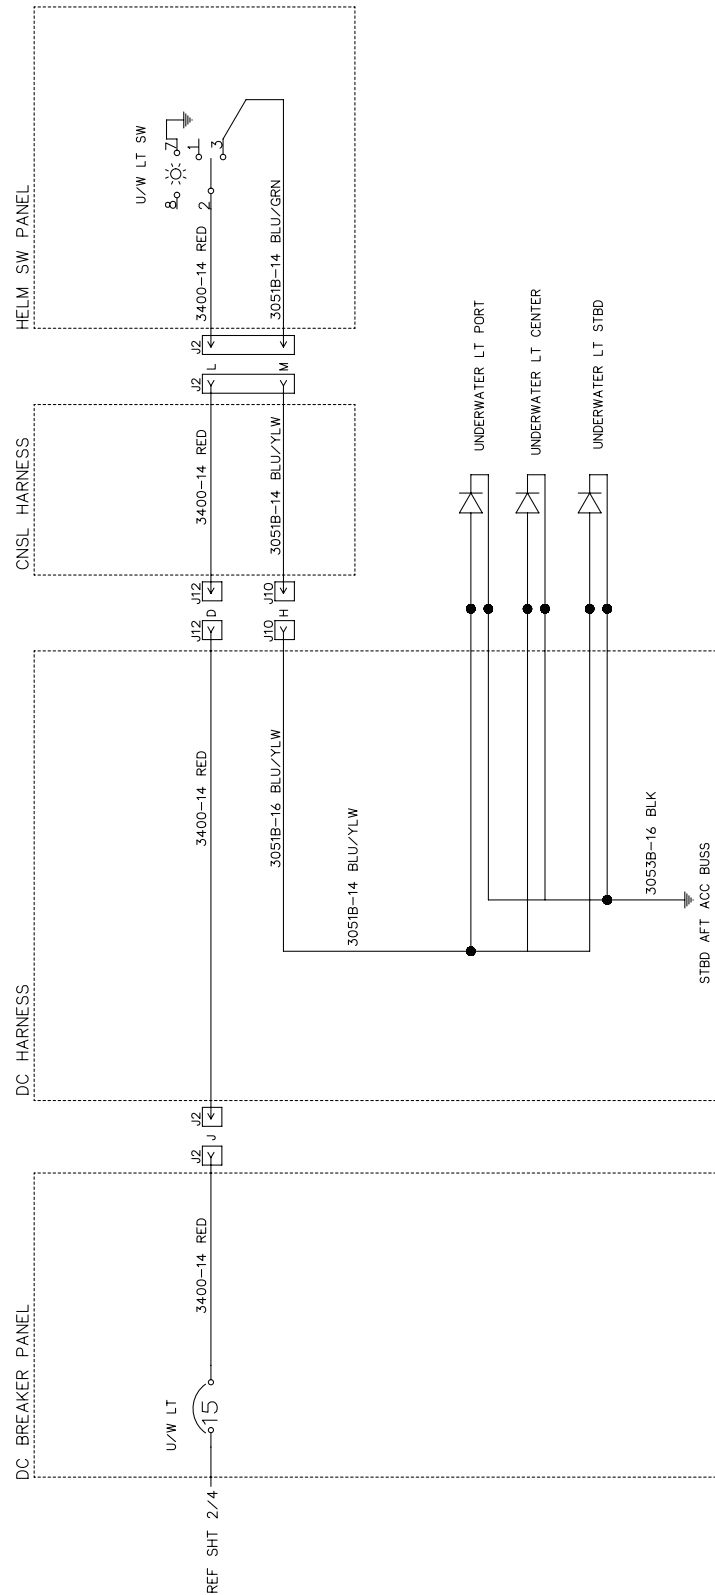 DC BREAKER PANEL
REF SHT 2/4
U/W LT
15
3400-14 RED
J2
J
J2
DC HARNESS
3400-14 RED
3051B-16 BLU/YLW
3051B-14 BLU/YLW
3053B-16 BLK
STBD AFT ACC BUSS
J12
D
J12
J10
H
J10
CNSL HARNESS
3400-14 RED
3051B-14 BLU/YLW
J2
L
M
J2
HELM SW PANEL
3400-14 RED
3051B-14 BLU/GRN
U/W LT SW
8
7
2
1
3
UNDERWATER LT PORT
UNDERWATER LT CENTER
UNDERWATER LT STBD